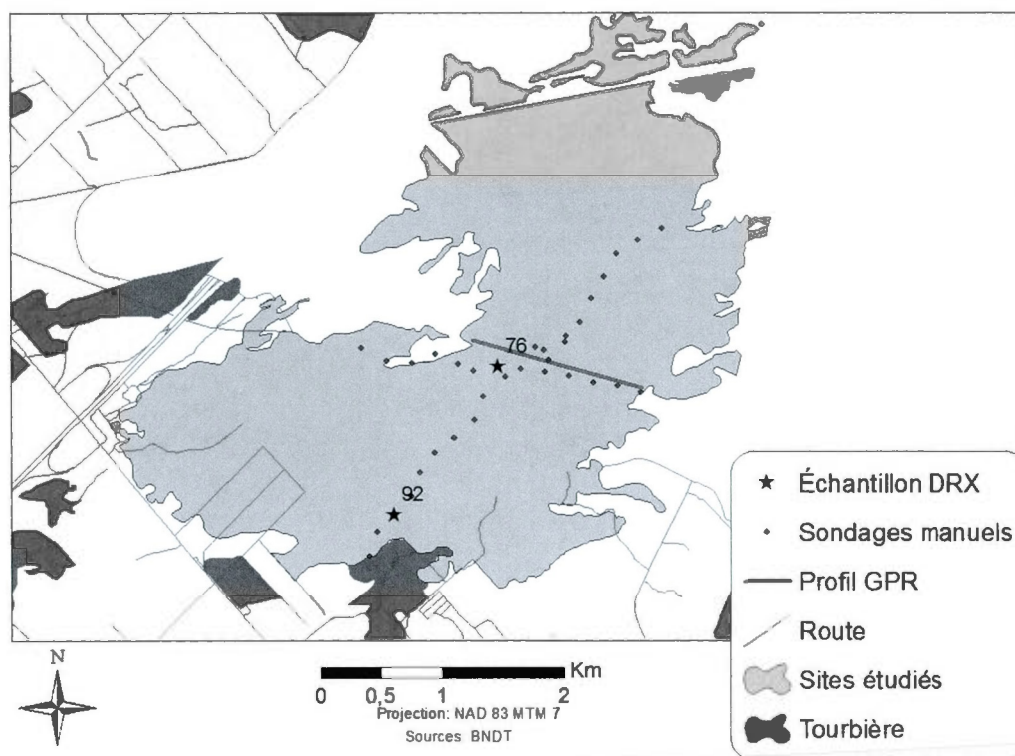 76
92
Échantillon DRX
Sondages manuels
Profil GPR
Route
Sites étudiés
Tourbière
N
Km
0 0,5 1 2
Projection: NAD 83 MTM 7
Sources BNDT